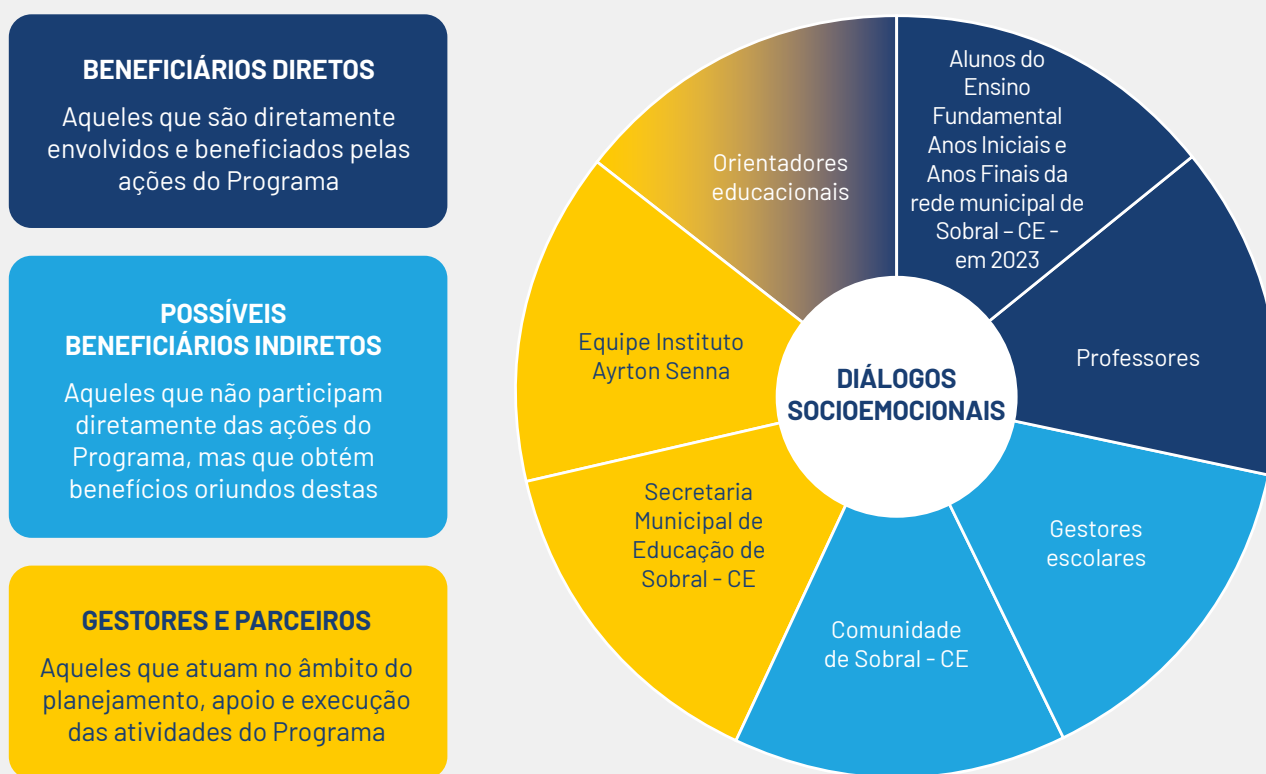 BENEFICIÁRIOS DIRETOS
Aqueles que são diretamente
envolvidos e beneficiados pelas
ações do Programa
POSSÍVEIS
BENEFICIÁRIOS INDIRETOS
Aqueles que não participam
diretamente das ações do
Programa, mas que obtém
benefícios oriundos destas
GESTORES E PARCEIROS
Aqueles que atuam no âmbito do
planejamento, apoio e execução
das atividades do Programa
DIÁLOGOS
SOCIOEMOCIONAIS
Alunos do
Ensino
Fundamental
Anos Iniciais e
Anos Finais da
rede municipal de
Sobral – CE -
em 2023
Professores
Gestores
escolares
Comunidade
de Sobral - CE
Secretaria
Municipal de
Educação de
Sobral - CE
Equipe Instituto
Ayrton Senna
Orientadores
educacionais